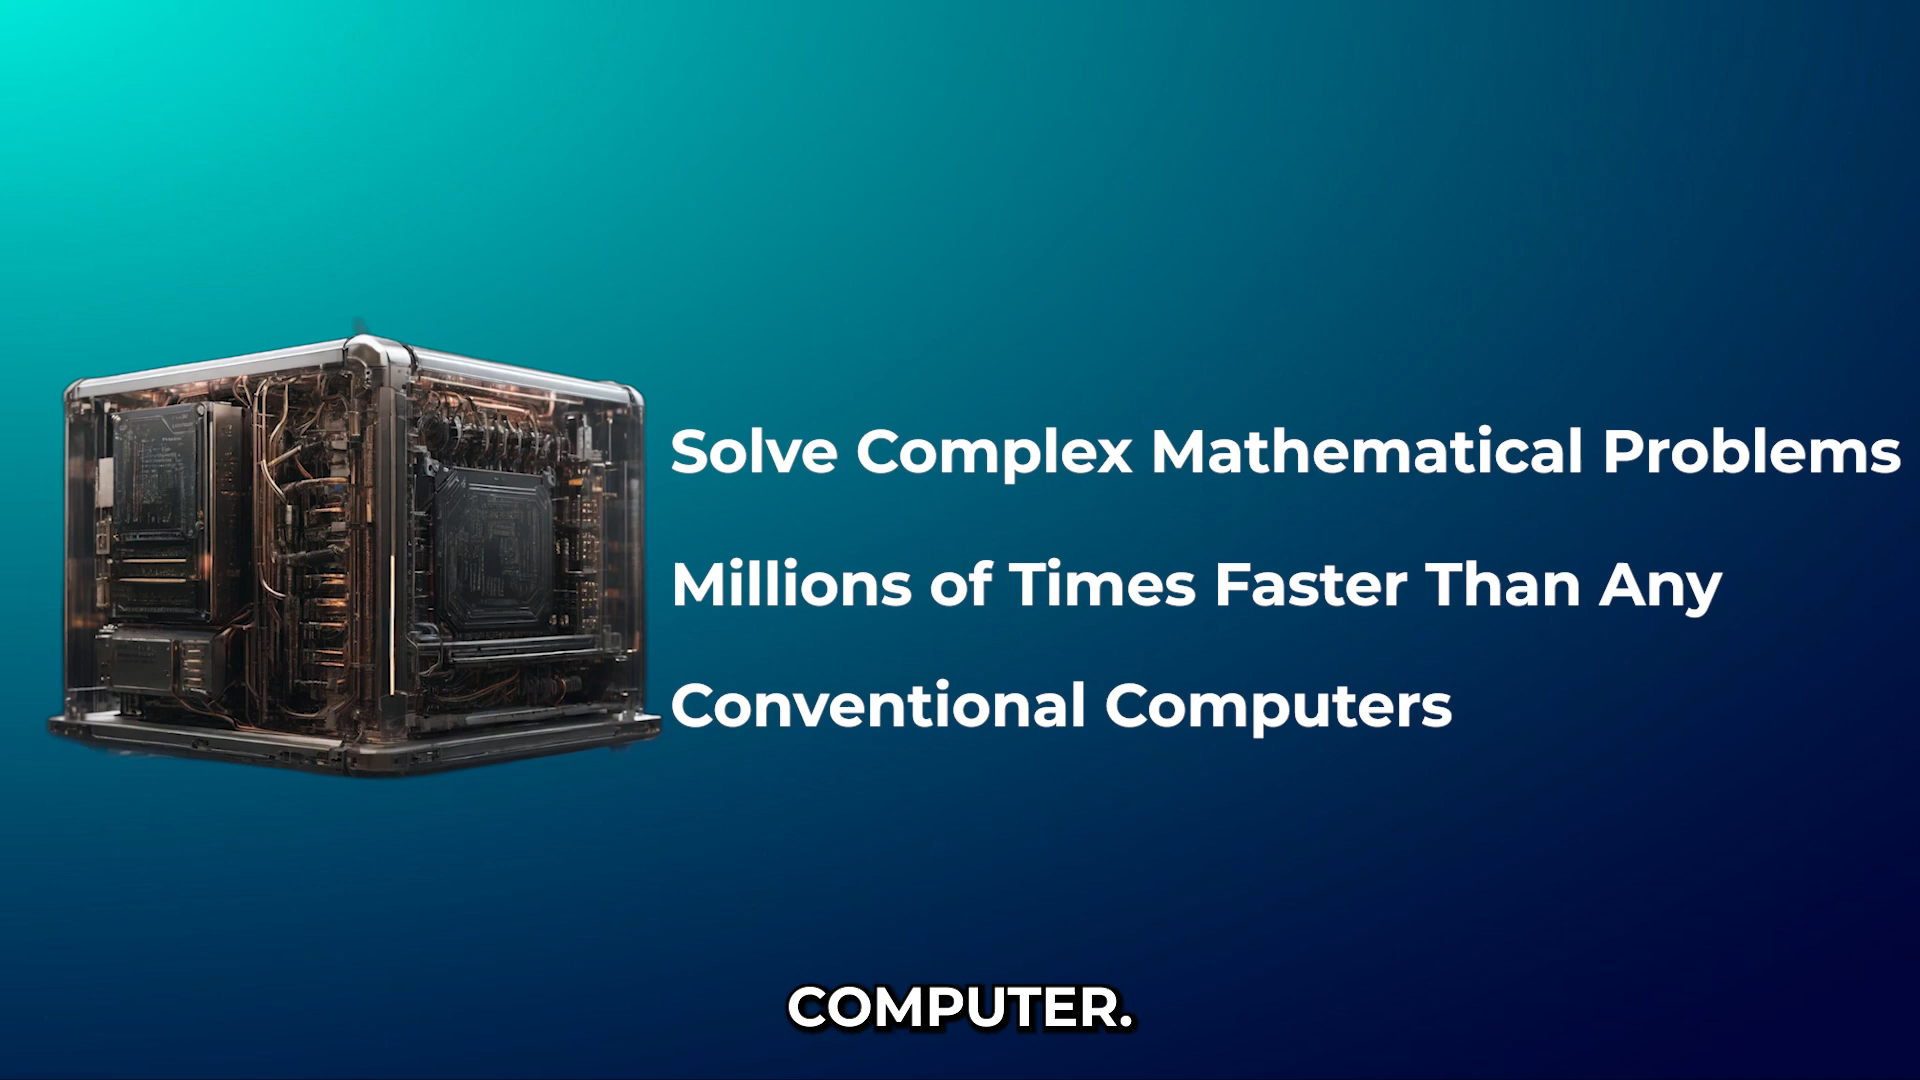 Solve Complex Mathematical Problems
Millions of Times Faster Than Any
Conventional Computers
COMPUTER.